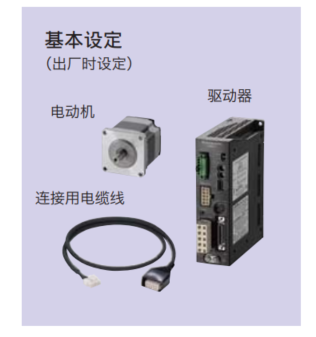 基本设定
（出厂时设定）
驱动器
电动机
连接用电缆线